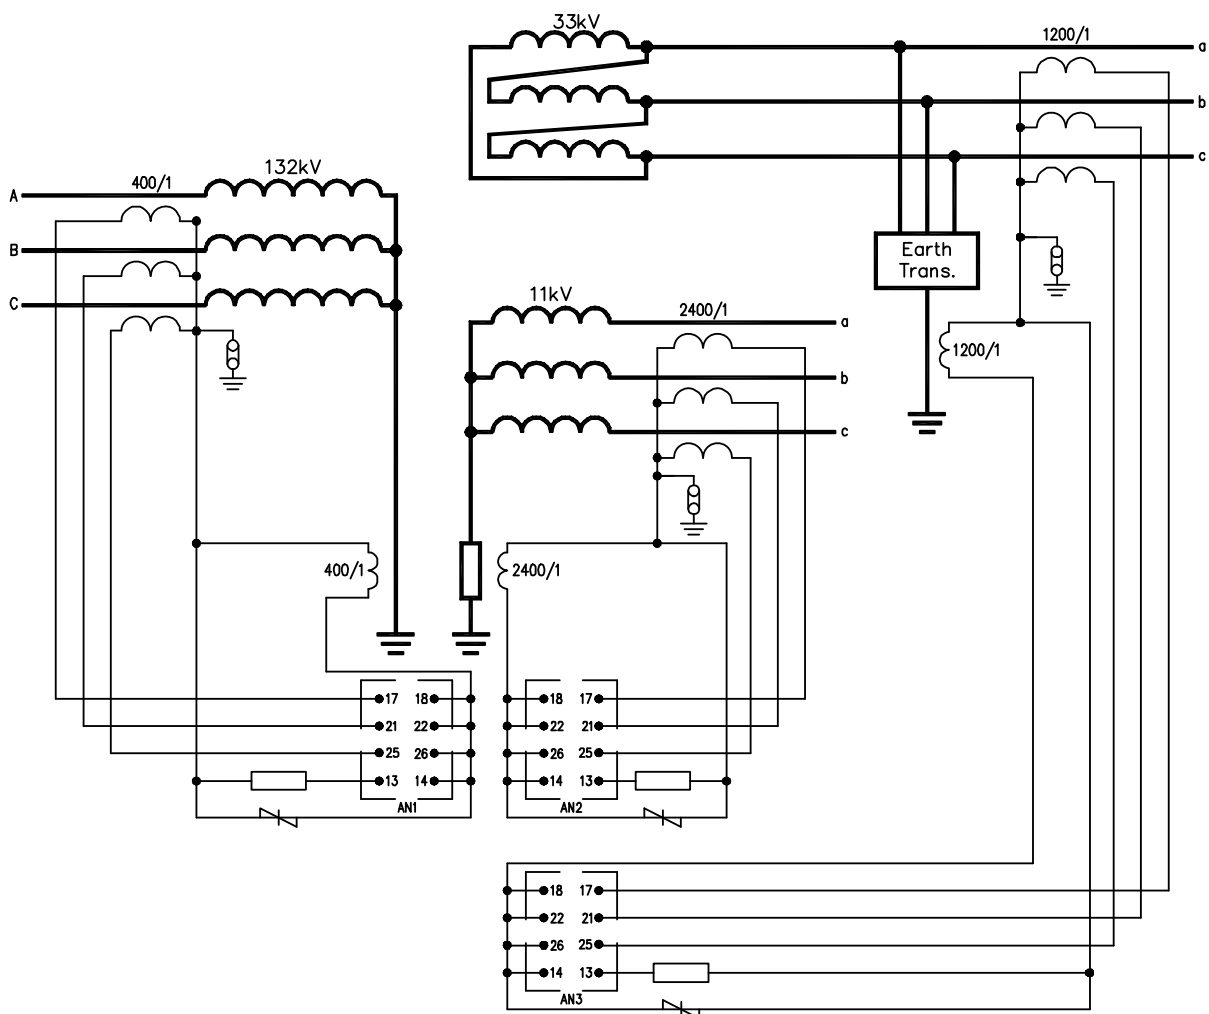 33kV
1200/1
a
b
132kV
c
400/1
A
B
Earth
Trans.
C
11kV
2400/1
a
1200/1
b
c
400/1
2400/1
17 18
18 17
21 22
22 21
25 26
26 25
13 14
14 13
AN1
AN2
18 17
22 21
26 25
14 13
AN3